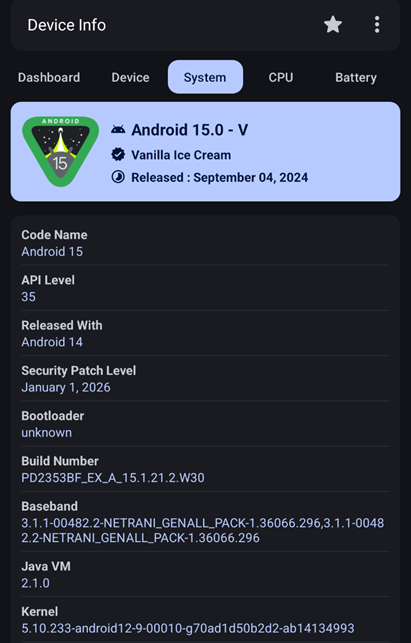 Device Info
Dashboard Device System CPU Battery
ANDROID
15
Android 15.0 - V
Vanilla Ice Cream
Released : September 04, 2024
Code Name
Android 15
API Level
35
Released With
Android 14
Security Patch Level
January 1, 2026
Bootloader
unknown
Build Number
PD2353BF_EX_A_15.1.21.2.W30
Baseband
3.1.1-00482.2-NETRANI_GENALL_PACK-1.36066.296,3.1.1-0048
2.2-NETRANI_GENALL_PACK-1.36066.296
Java VM
2.1.0
Kernel
5.10.233-android12-9-00010-g70ad1d50b2d2-ab14134993